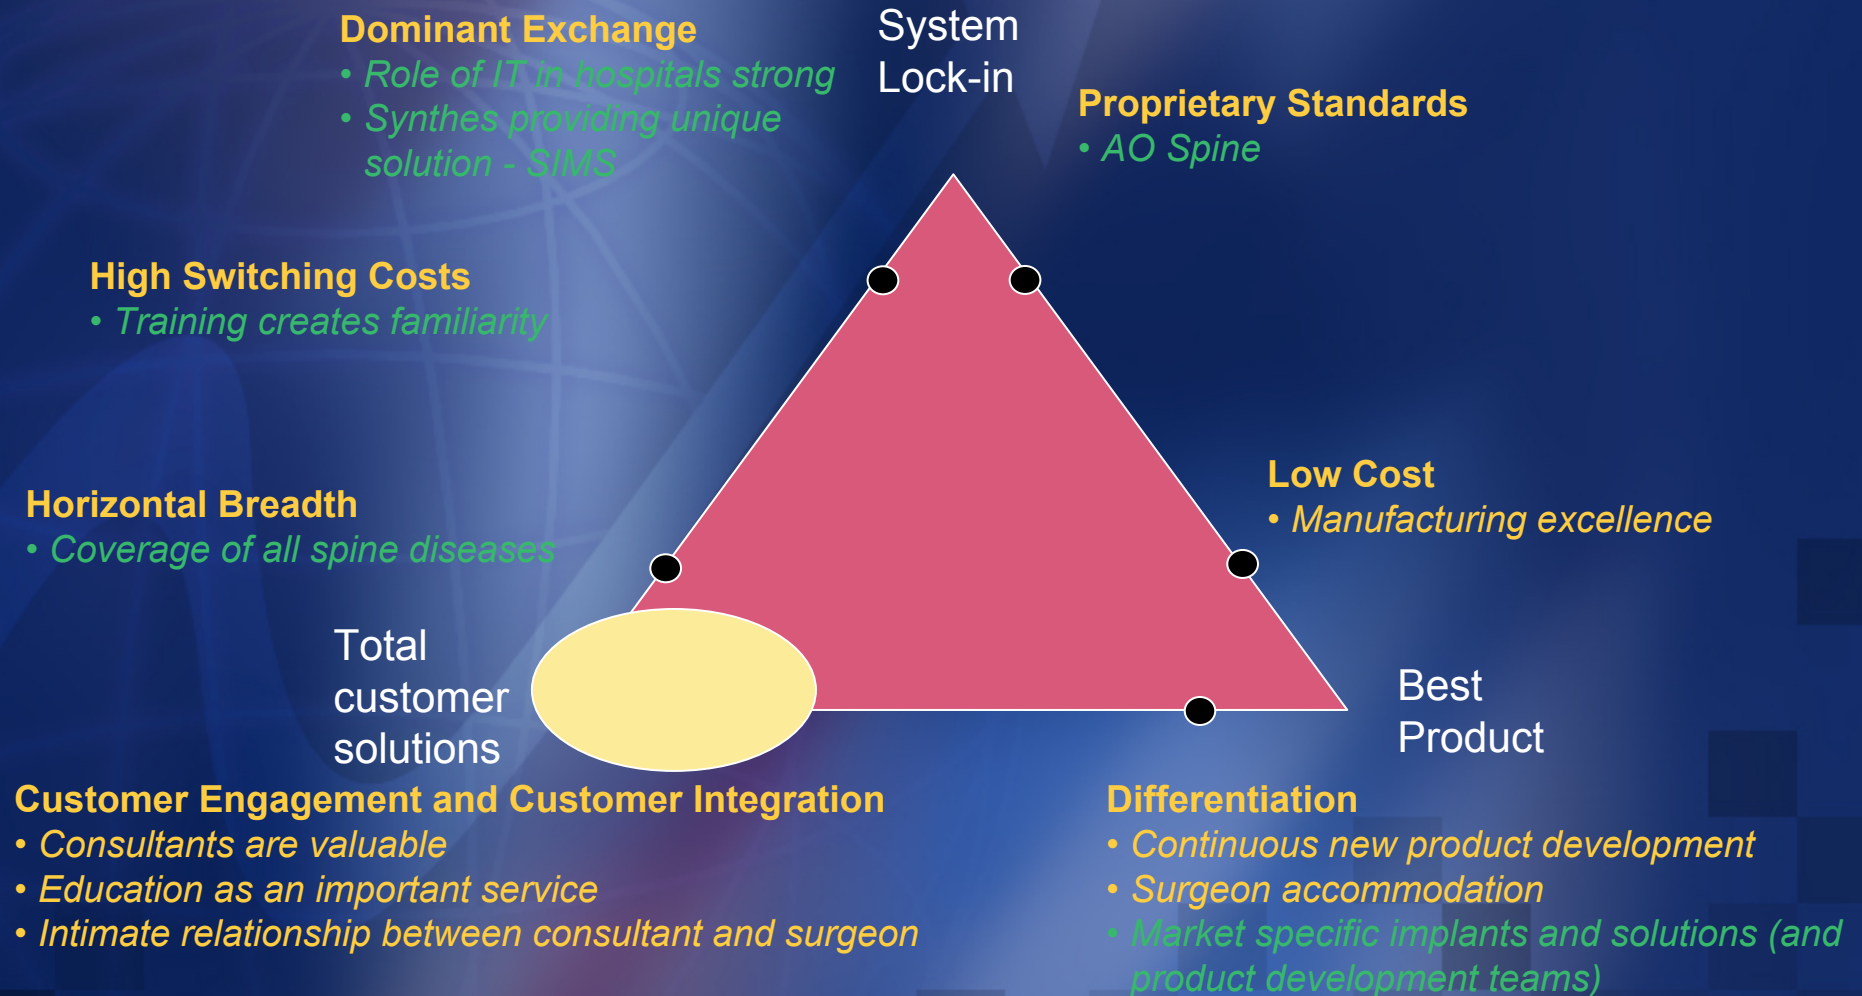 Dominant Exchange
• Role of IT in hospitals strong
• Synthes providing unique
solution - SIMS
System
Lock-in
Proprietary Standards
• AO Spine
High Switching Costs
• Training creates familiarity
Horizontal Breadth
• Coverage of all spine diseases
Low Cost
• Manufacturing excellence
Total
customer
solutions
Best
Product
Customer Engagement and Customer Integration
• Consultants are valuable
• Education as an important service
• Intimate relationship between consultant and surgeon
Differentiation
• Continuous new product development
• Surgeon accommodation
• Market specific implants and solutions (and
product development teams)